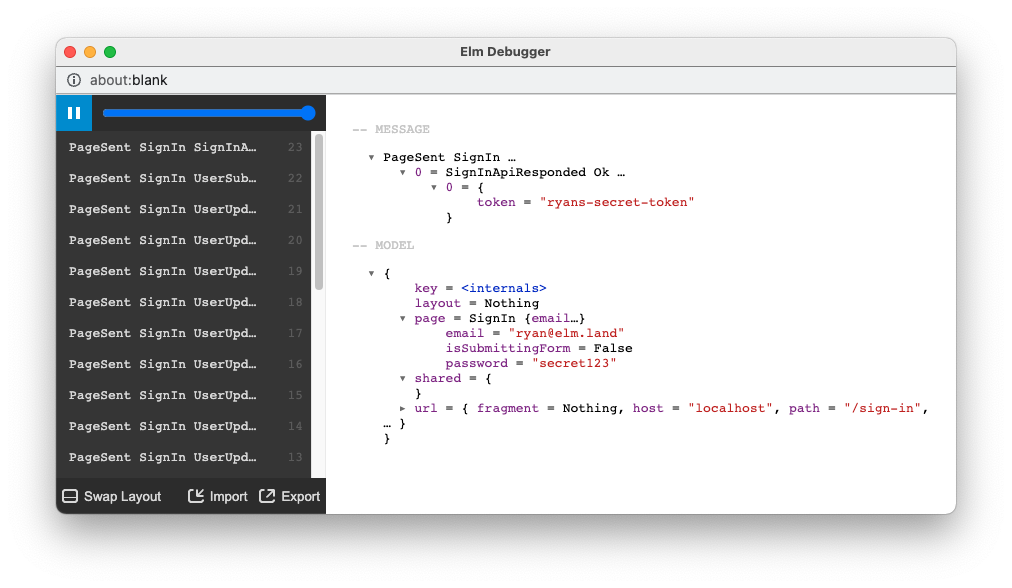 Elm Debugger
about:blank
PageSent SignIn SignInA… 23
PageSent SignIn UserSub… 22
PageSent SignIn UserUpd… 21
PageSent SignIn UserUpd… 20
PageSent SignIn UserUpd… 19
PageSent SignIn UserUpd… 18
PageSent SignIn UserUpd… 17
PageSent SignIn UserUpd… 16
PageSent SignIn UserUpd… 15
PageSent SignIn UserUpd… 14
PageSent SignIn UserUpd… 13
Swap Layout Import Export
-- MESSAGE
▾ PageSent SignIn …
▾ 0 = SignInApiResponded Ok …
▾ 0 = {
token = "ryans-secret-token"
}
-- MODEL
▾ {
key = <internals>
layout = Nothing
▾ page = SignIn {email…}
email = "ryan@elm.land"
isSubmittingForm = False
password = "secret123"
▾ shared = {
}
▸ url = { fragment = Nothing, host = "localhost", path = "/sign-in",
… }
}